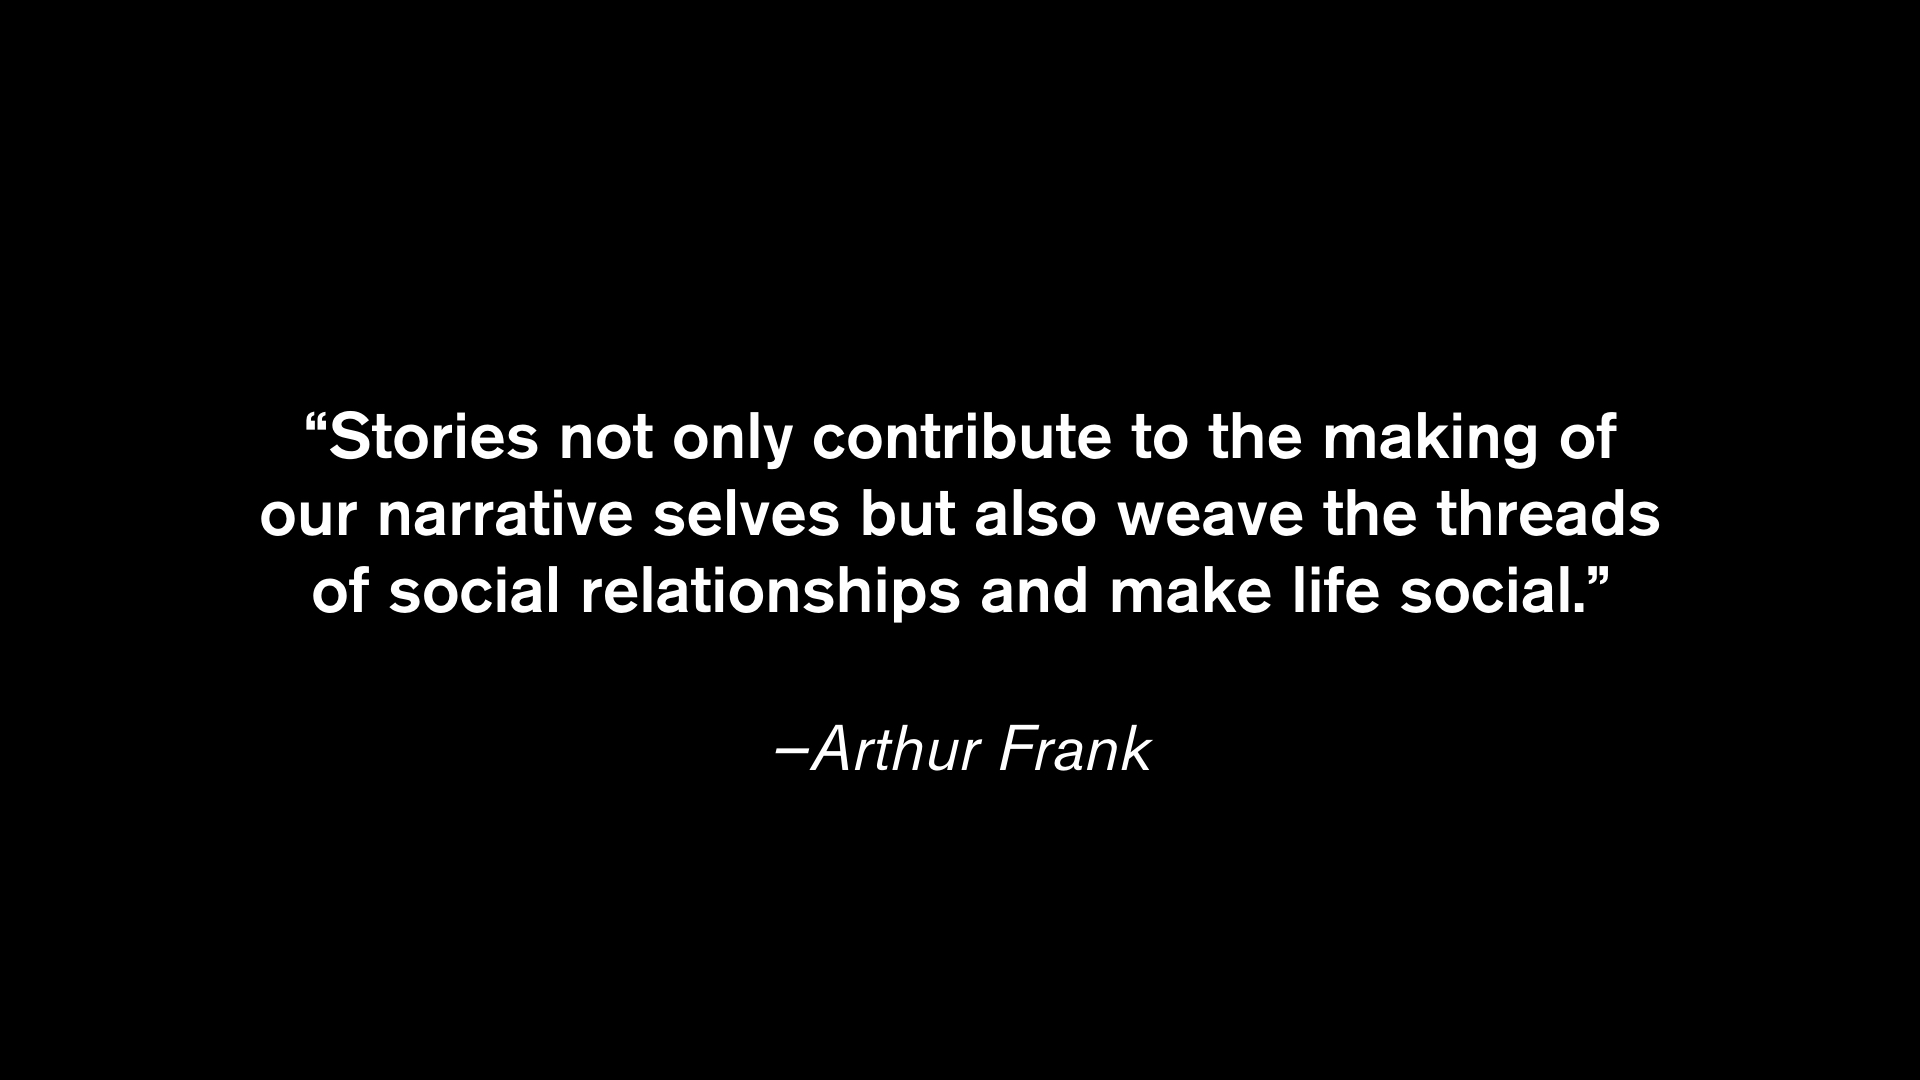 “Stories not only contribute to the making of
our narrative selves but also weave the threads
of social relationships and make life social.”
–Arthur Frank